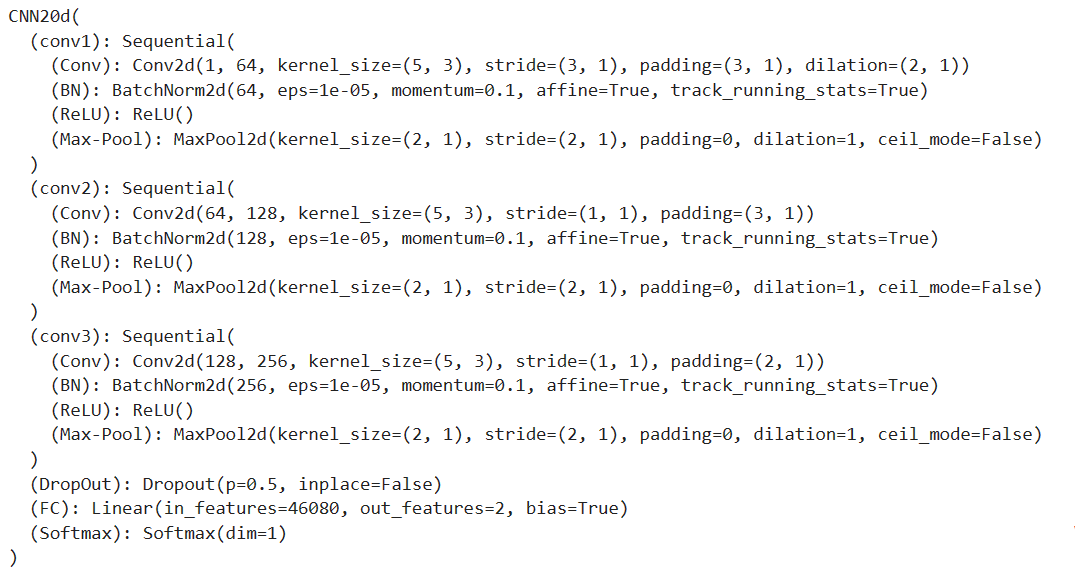 CNN20d(
  (conv1): Sequential(
    (Conv): Conv2d(1, 64, kernel_size=(5, 3), stride=(3, 1), padding=(3, 1), dilation=(2, 1))
    (BN): BatchNorm2d(64, eps=1e-05, momentum=0.1, affine=True, track_running_stats=True)
    (ReLU): ReLU()
    (Max-Pool): MaxPool2d(kernel_size=(2, 1), stride=(2, 1), padding=0, dilation=1, ceil_mode=False)
  )
  (conv2): Sequential(
    (Conv): Conv2d(64, 128, kernel_size=(5, 3), stride=(1, 1), padding=(3, 1))
    (BN): BatchNorm2d(128, eps=1e-05, momentum=0.1, affine=True, track_running_stats=True)
    (ReLU): ReLU()
    (Max-Pool): MaxPool2d(kernel_size=(2, 1), stride=(2, 1), padding=0, dilation=1, ceil_mode=False)
  )
  (conv3): Sequential(
    (Conv): Conv2d(128, 256, kernel_size=(5, 3), stride=(1, 1), padding=(2, 1))
    (BN): BatchNorm2d(256, eps=1e-05, momentum=0.1, affine=True, track_running_stats=True)
    (ReLU): ReLU()
    (Max-Pool): MaxPool2d(kernel_size=(2, 1), stride=(2, 1), padding=0, dilation=1, ceil_mode=False)
  )
  (DropOut): Dropout(p=0.5, inplace=False)
  (FC): Linear(in_features=46080, out_features=2, bias=True)
  (Softmax): Softmax(dim=1)
)